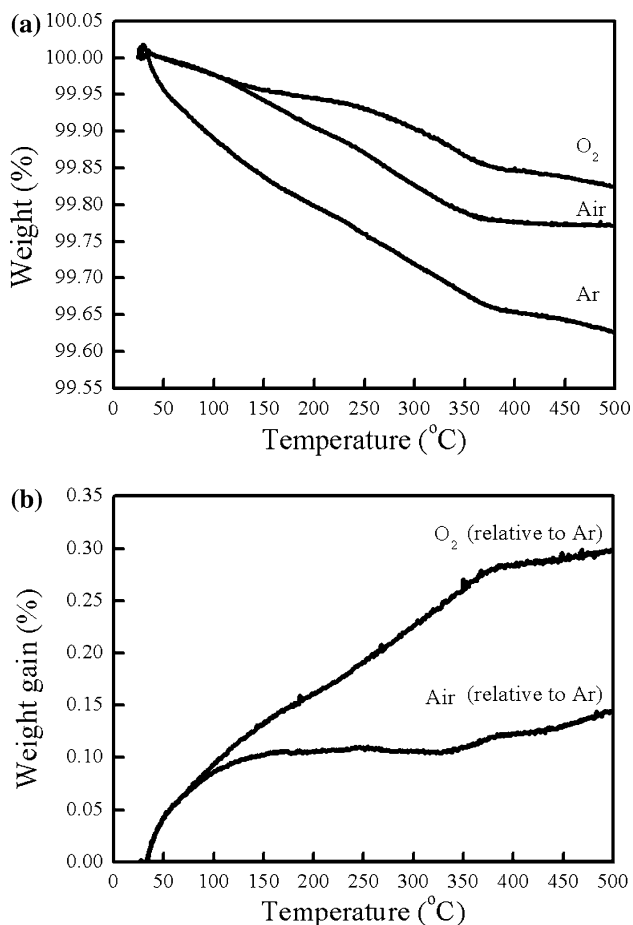 (a)
100.05
100.00
99.95
99.90
99.85
99.80
99.75
99.65
99.60
99.55
Weight (%)
O₂
Air
Ar
0 50 100 150 200 250 300 350 400 450 500
Temperature (°C)
(b)
0.35
0.30
0.25
0.20
0.15
0.10
0.05
0.00
Weight gain (%)
O₂ (relative to Ar)
Air (relative to Ar)
0 50 100 150 200 250 300 350 400 450 500
Temperature (°C)